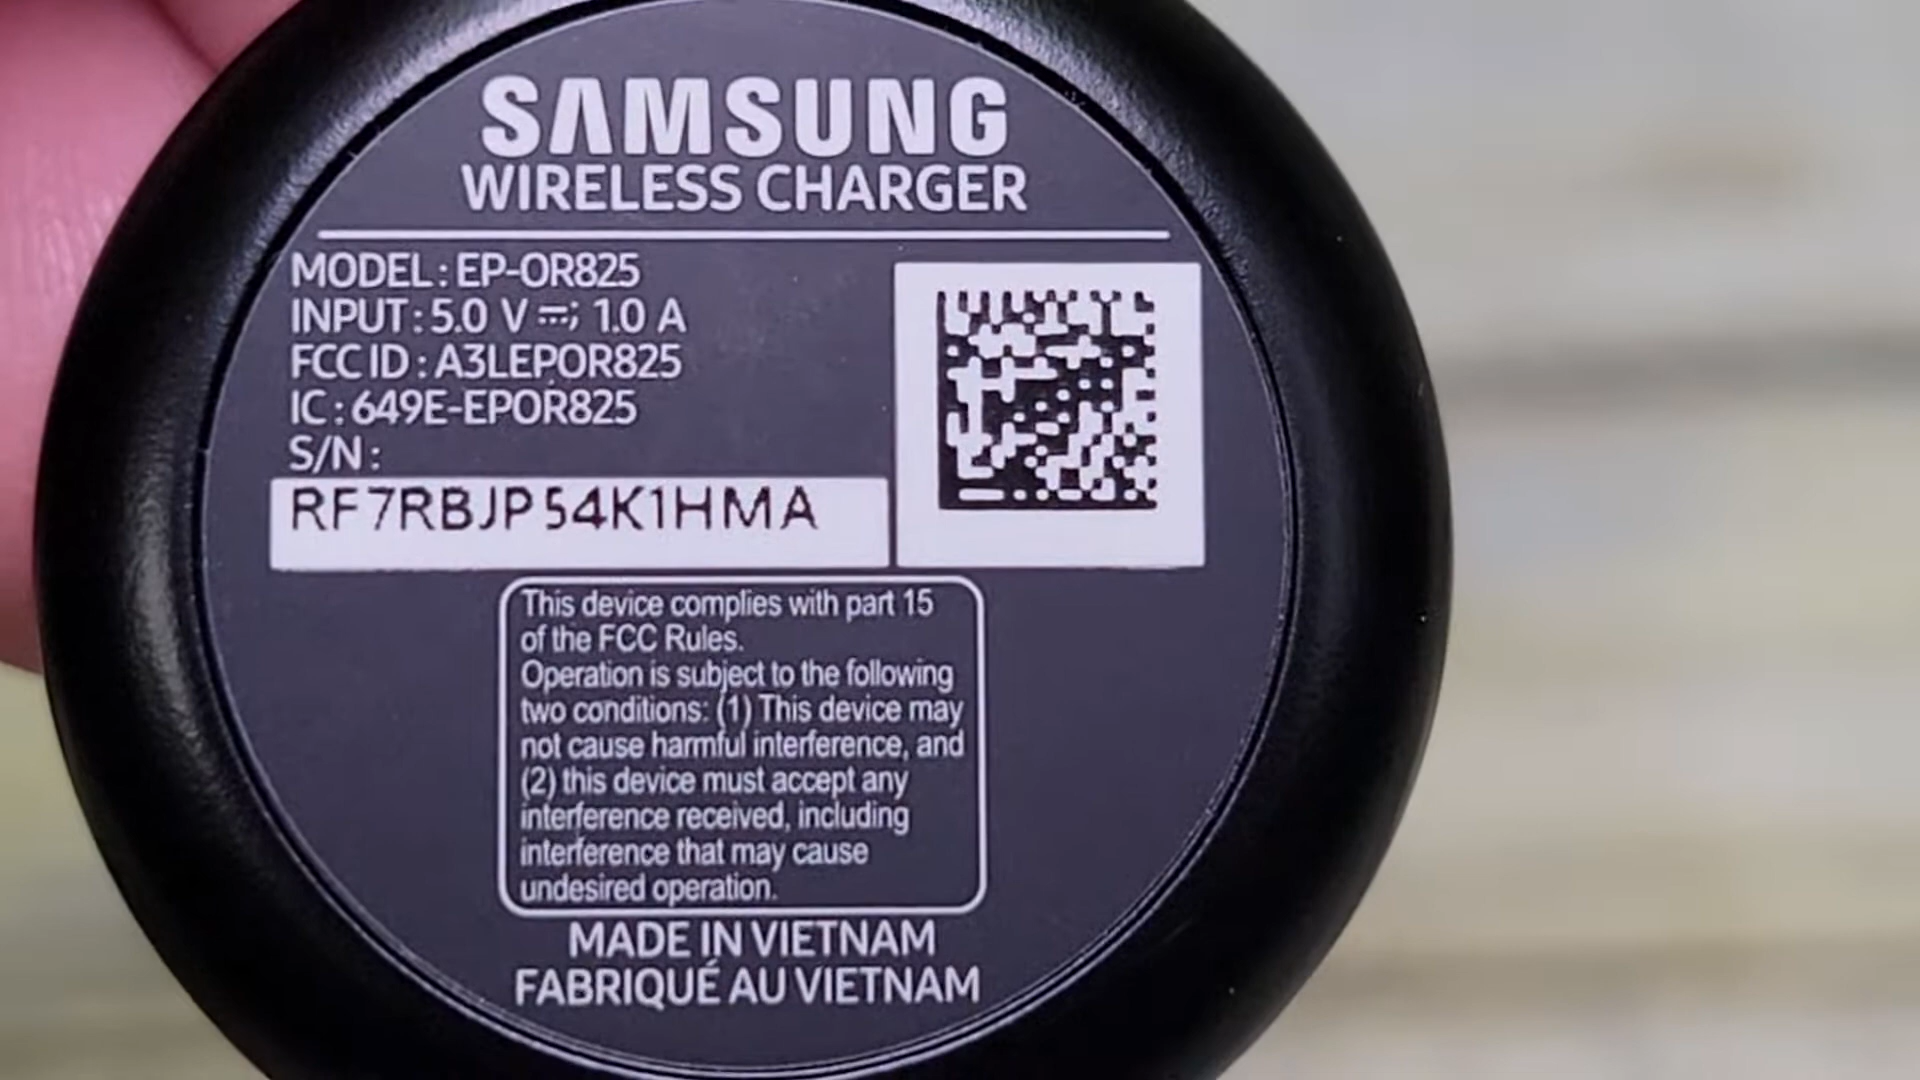 SAMSUNG
WIRELESS CHARGER
MODEL : EP-OR825
INPUT : 5.0 V ⎓; 1.0 A
FCC ID : A3LEPOR825
IC : 649E-EPOR825
S/N :
RF7RBJP54K1HMA
This device complies with part 15
of the FCC Rules.
Operation is subject to the following
two conditions: (1) This device may
not cause harmful interference, and
(2) this device must accept any
interference received, including
interference that may cause
undesired operation.
MADE IN VIETNAM
FABRIQUÉ AU VIETNAM